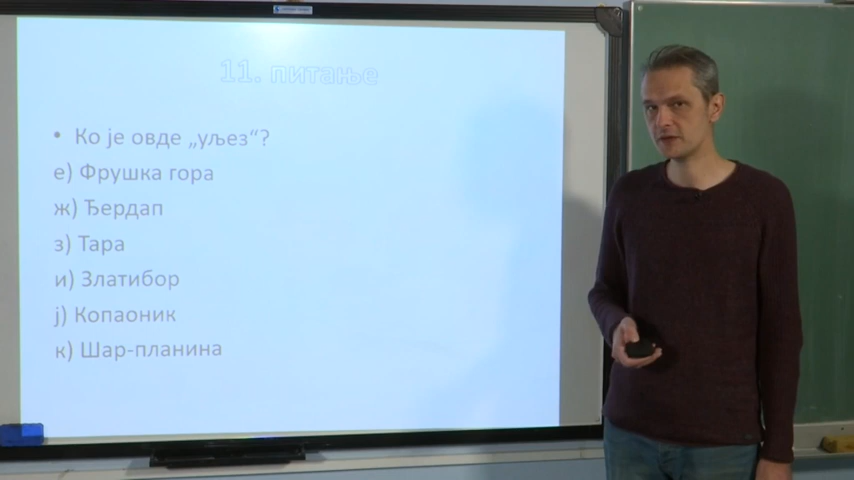 11. питање
• Ко је овде „уљез“?
е) Фрушка гора
ж) Ђердап
з) Тара
и) Златибор
ј) Копаоник
к) Шар-планина